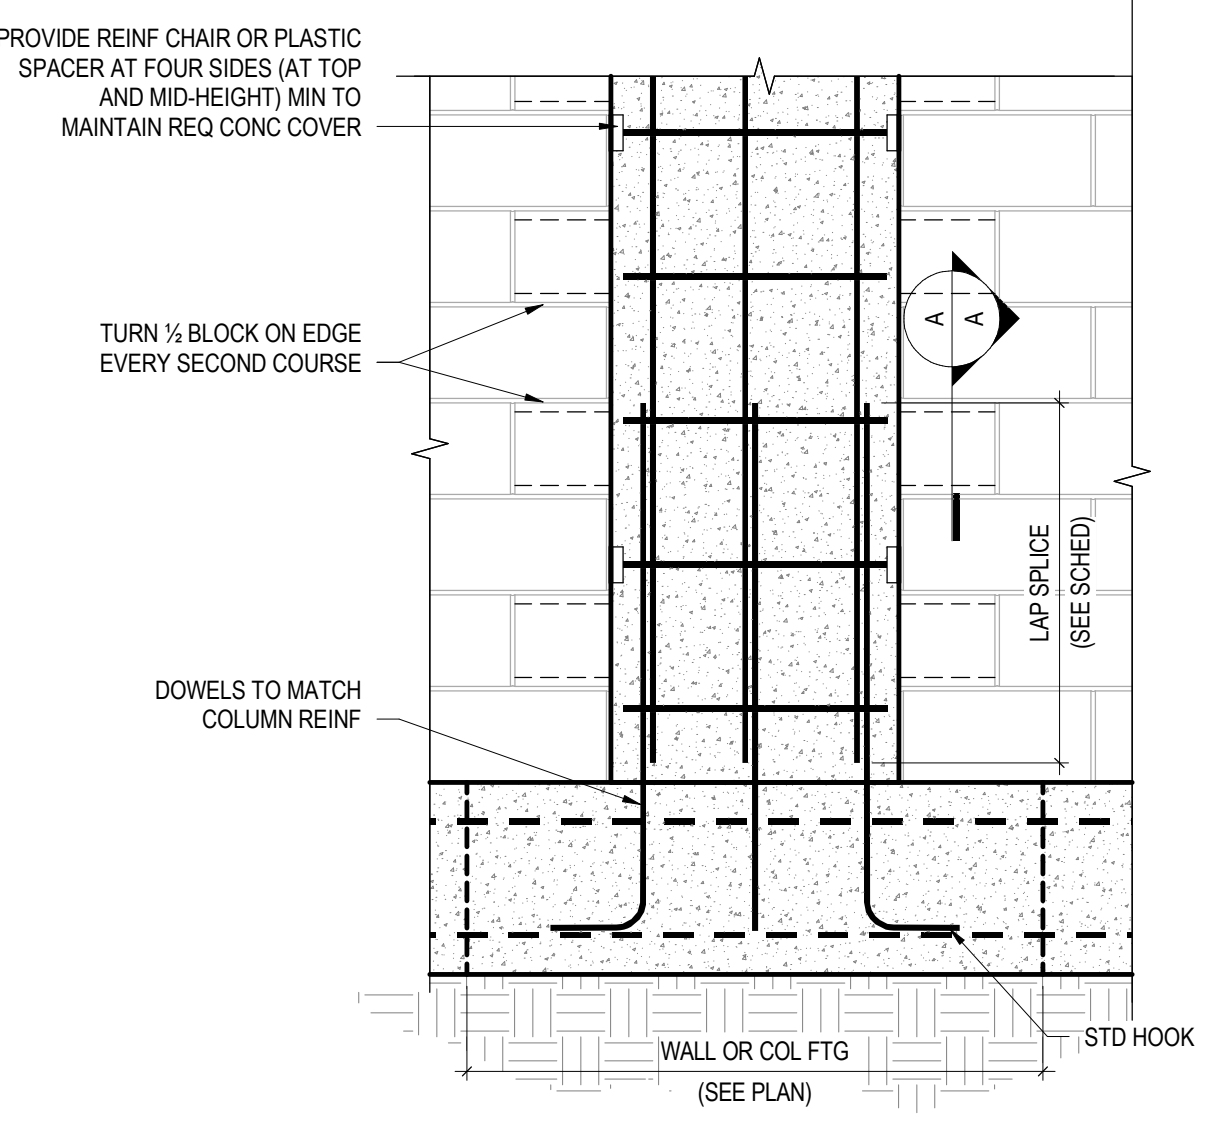 PROVIDE REINF CHAIR OR PLASTIC
SPACER AT FOUR SIDES (AT TOP
AND MID-HEIGHT) MIN TO
MAINTAIN REQ CONC COVER
TURN ½ BLOCK ON EDGE
EVERY SECOND COURSE
A
A
LAP SPLICE
(SEE SCHED)
DOWELS TO MATCH
COLUMN REINF
STD HOOK
WALL OR COL FTG
(SEE PLAN)